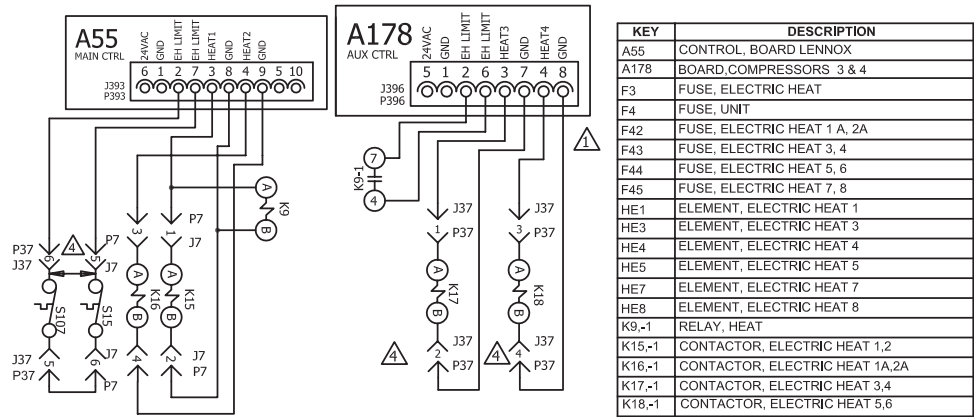 A55
MAIN CTRL
24VAC
GND
EH LIMIT
EH LIMIT
HEAT1
GND
HEAT2
GND
6 1 2 7 3 8 4 9 5 10
J393
P393
A178
AUX CTRL
24VAC
GND
EH LIMIT
EH LIMIT
HEAT3
GND
HEAT4
GND
5 1 2 6 3 7 4 8
J396
P396
1
7
K9-1
4
A
K9
B
P37
J37
6
4
P7
5
J7
S107
S15
J37
P37
5
6
J7
P7
3
P7
1
J7
A
K16
B
A
K15
B
4
2
J7
P7
J37
1
P37
A
K17
B
4
2
J37
P37
J37
3
P37
A
K18
B
4
4
J37
P37
KEY DESCRIPTION
A55 CONTROL, BOARD LENNOX
A178 BOARD,COMPRESSORS 3 & 4
F3 FUSE, ELECTRIC HEAT
F4 FUSE, UNIT
F42 FUSE, ELECTRIC HEAT 1 A, 2A
F43 FUSE, ELECTRIC HEAT 3, 4
F44 FUSE, ELECTRIC HEAT 5, 6
F45 FUSE, ELECTRIC HEAT 7, 8
HE1 ELEMENT, ELECTRIC HEAT 1
HE3 ELEMENT, ELECTRIC HEAT 3
HE4 ELEMENT, ELECTRIC HEAT 4
HE5 ELEMENT, ELECTRIC HEAT 5
HE7 ELEMENT, ELECTRIC HEAT 7
HE8 ELEMENT, ELECTRIC HEAT 8
K9,-1 RELAY, HEAT
K15,-1 CONTACTOR, ELECTRIC HEAT 1,2
K16,-1 CONTACTOR, ELECTRIC HEAT 1A,2A
K17,-1 CONTACTOR, ELECTRIC HEAT 3,4
K18,-1 CONTACTOR, ELECTRIC HEAT 5,6